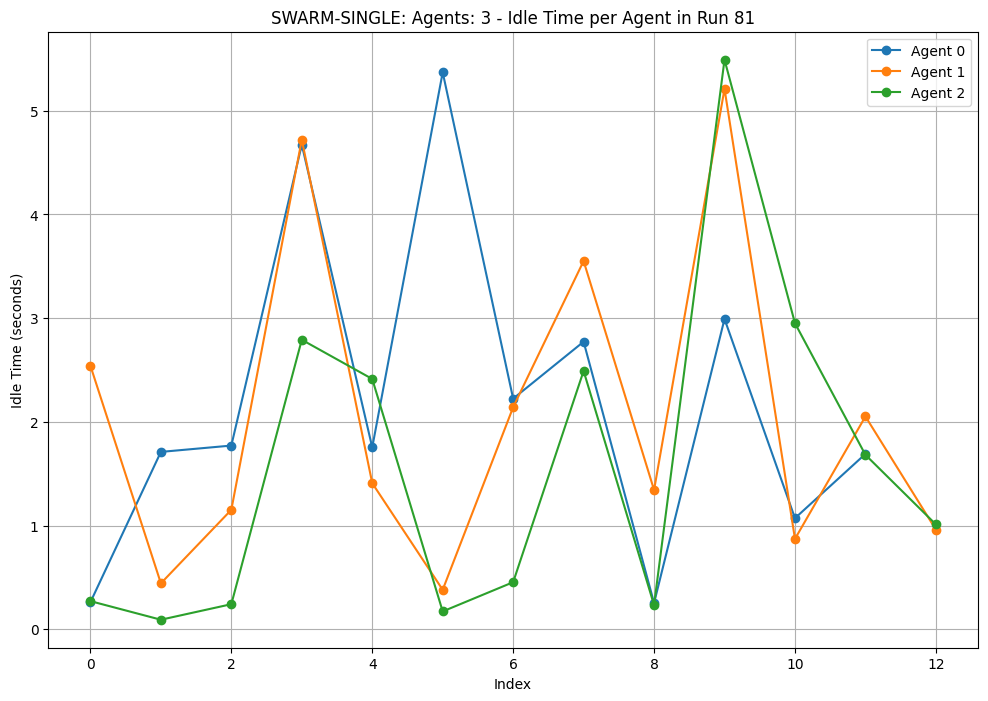 SWARM-SINGLE: Agents: 3 - Idle Time per Agent in Run 81
Agent 0
Agent 1
Agent 2
Idle Time (seconds)
5
4
3
2
1
0
0 2 4 6 8 10 12
Index